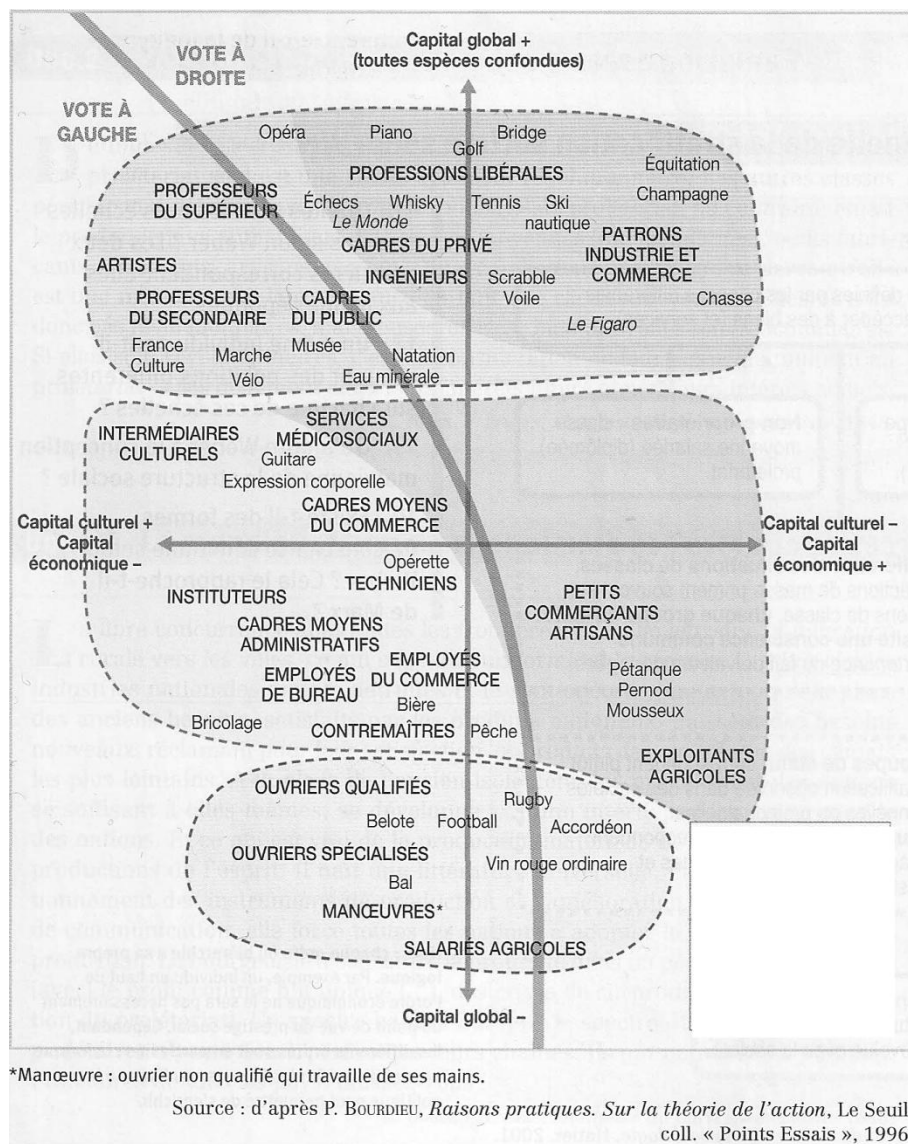 Capital global +
(toutes espèces confondues)
VOTE À
DROITE
VOTE À
GAUCHE
Opéra
Piano
Bridge
Golf
Équitation
PROFESSIONS LIBÉRALES
Champagne
PROFESSEURS
DU SUPÉRIEUR
Échecs
Whisky
Tennis
Ski
nautique
Le Monde
PATRONS
INDUSTRIE ET
COMMERCE
CADRES DU PRIVÉ
ARTISTES
INGÉNIEURS
Scrabble
Voile
Chasse
PROFESSEURS
DU SECONDAIRE
CADRES
DU PUBLIC
Le Figaro
France
Culture
Marche
Vélo
Musée
Natation
Eau minérale
INTERMÉDIAIRES
CULTURELS
SERVICES
MÉDICOSOCIAUX
Guitare
Expression corporelle
CADRES MOYENS
DU COMMERCE
Capital culturel +
Capital
économique –
Capital culturel –
Capital
économique +
Opérette
TECHNICIENS
INSTITUTEURS
PETITS
COMMERÇANTS
ARTISANS
CADRES MOYENS
ADMINISTRATIFS
EMPLOYÉS
DU COMMERCE
EMPLOYÉS
DE BUREAU
Pétanque
Pernod
Mousseux
Bière
Bricolage
CONTREMAÎTRES
Pêche
EXPLOITANTS
AGRICOLES
OUVRIERS QUALIFIÉS
Rugby
Belote
Football
Accordéon
OUVRIERS SPÉCIALISÉS
Vin rouge ordinaire
Bal
MANŒUVRES*
SALARIÉS AGRICOLES
Capital global –
*Manœuvre : ouvrier non qualifié qui travaille de ses mains.
Source : d'après P. BOURDIEU, Raisons pratiques. Sur la théorie de l'action, Le Seuil
coll. « Points Essais », 1996